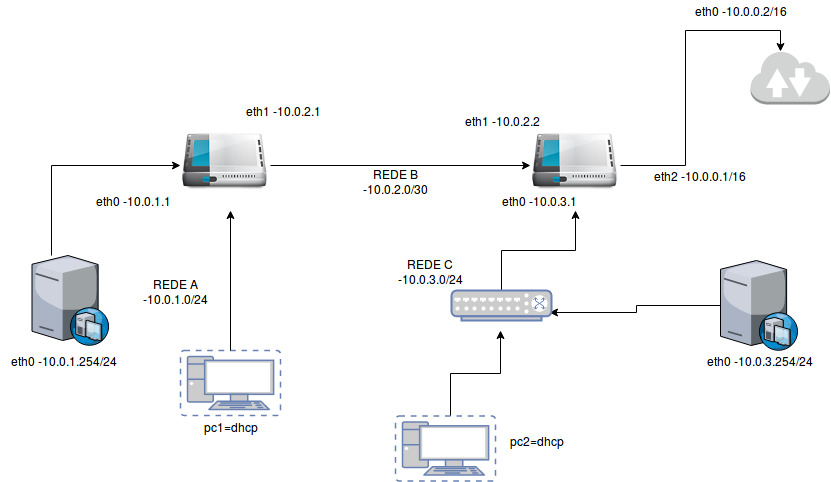 eth0 -10.0.0.2/16
eth1 -10.0.2.1
eth1 -10.0.2.2
REDE B
-10.0.2.0/30
eth2 -10.0.0.1/16
eth0 -10.0.1.1
eth0 -10.0.3.1
REDE A
-10.0.1.0/24
REDE C
-10.0.3.0/24
eth0 -10.0.1.254/24
eth0 -10.0.3.254/24
pc1=dhcp
pc2=dhcp